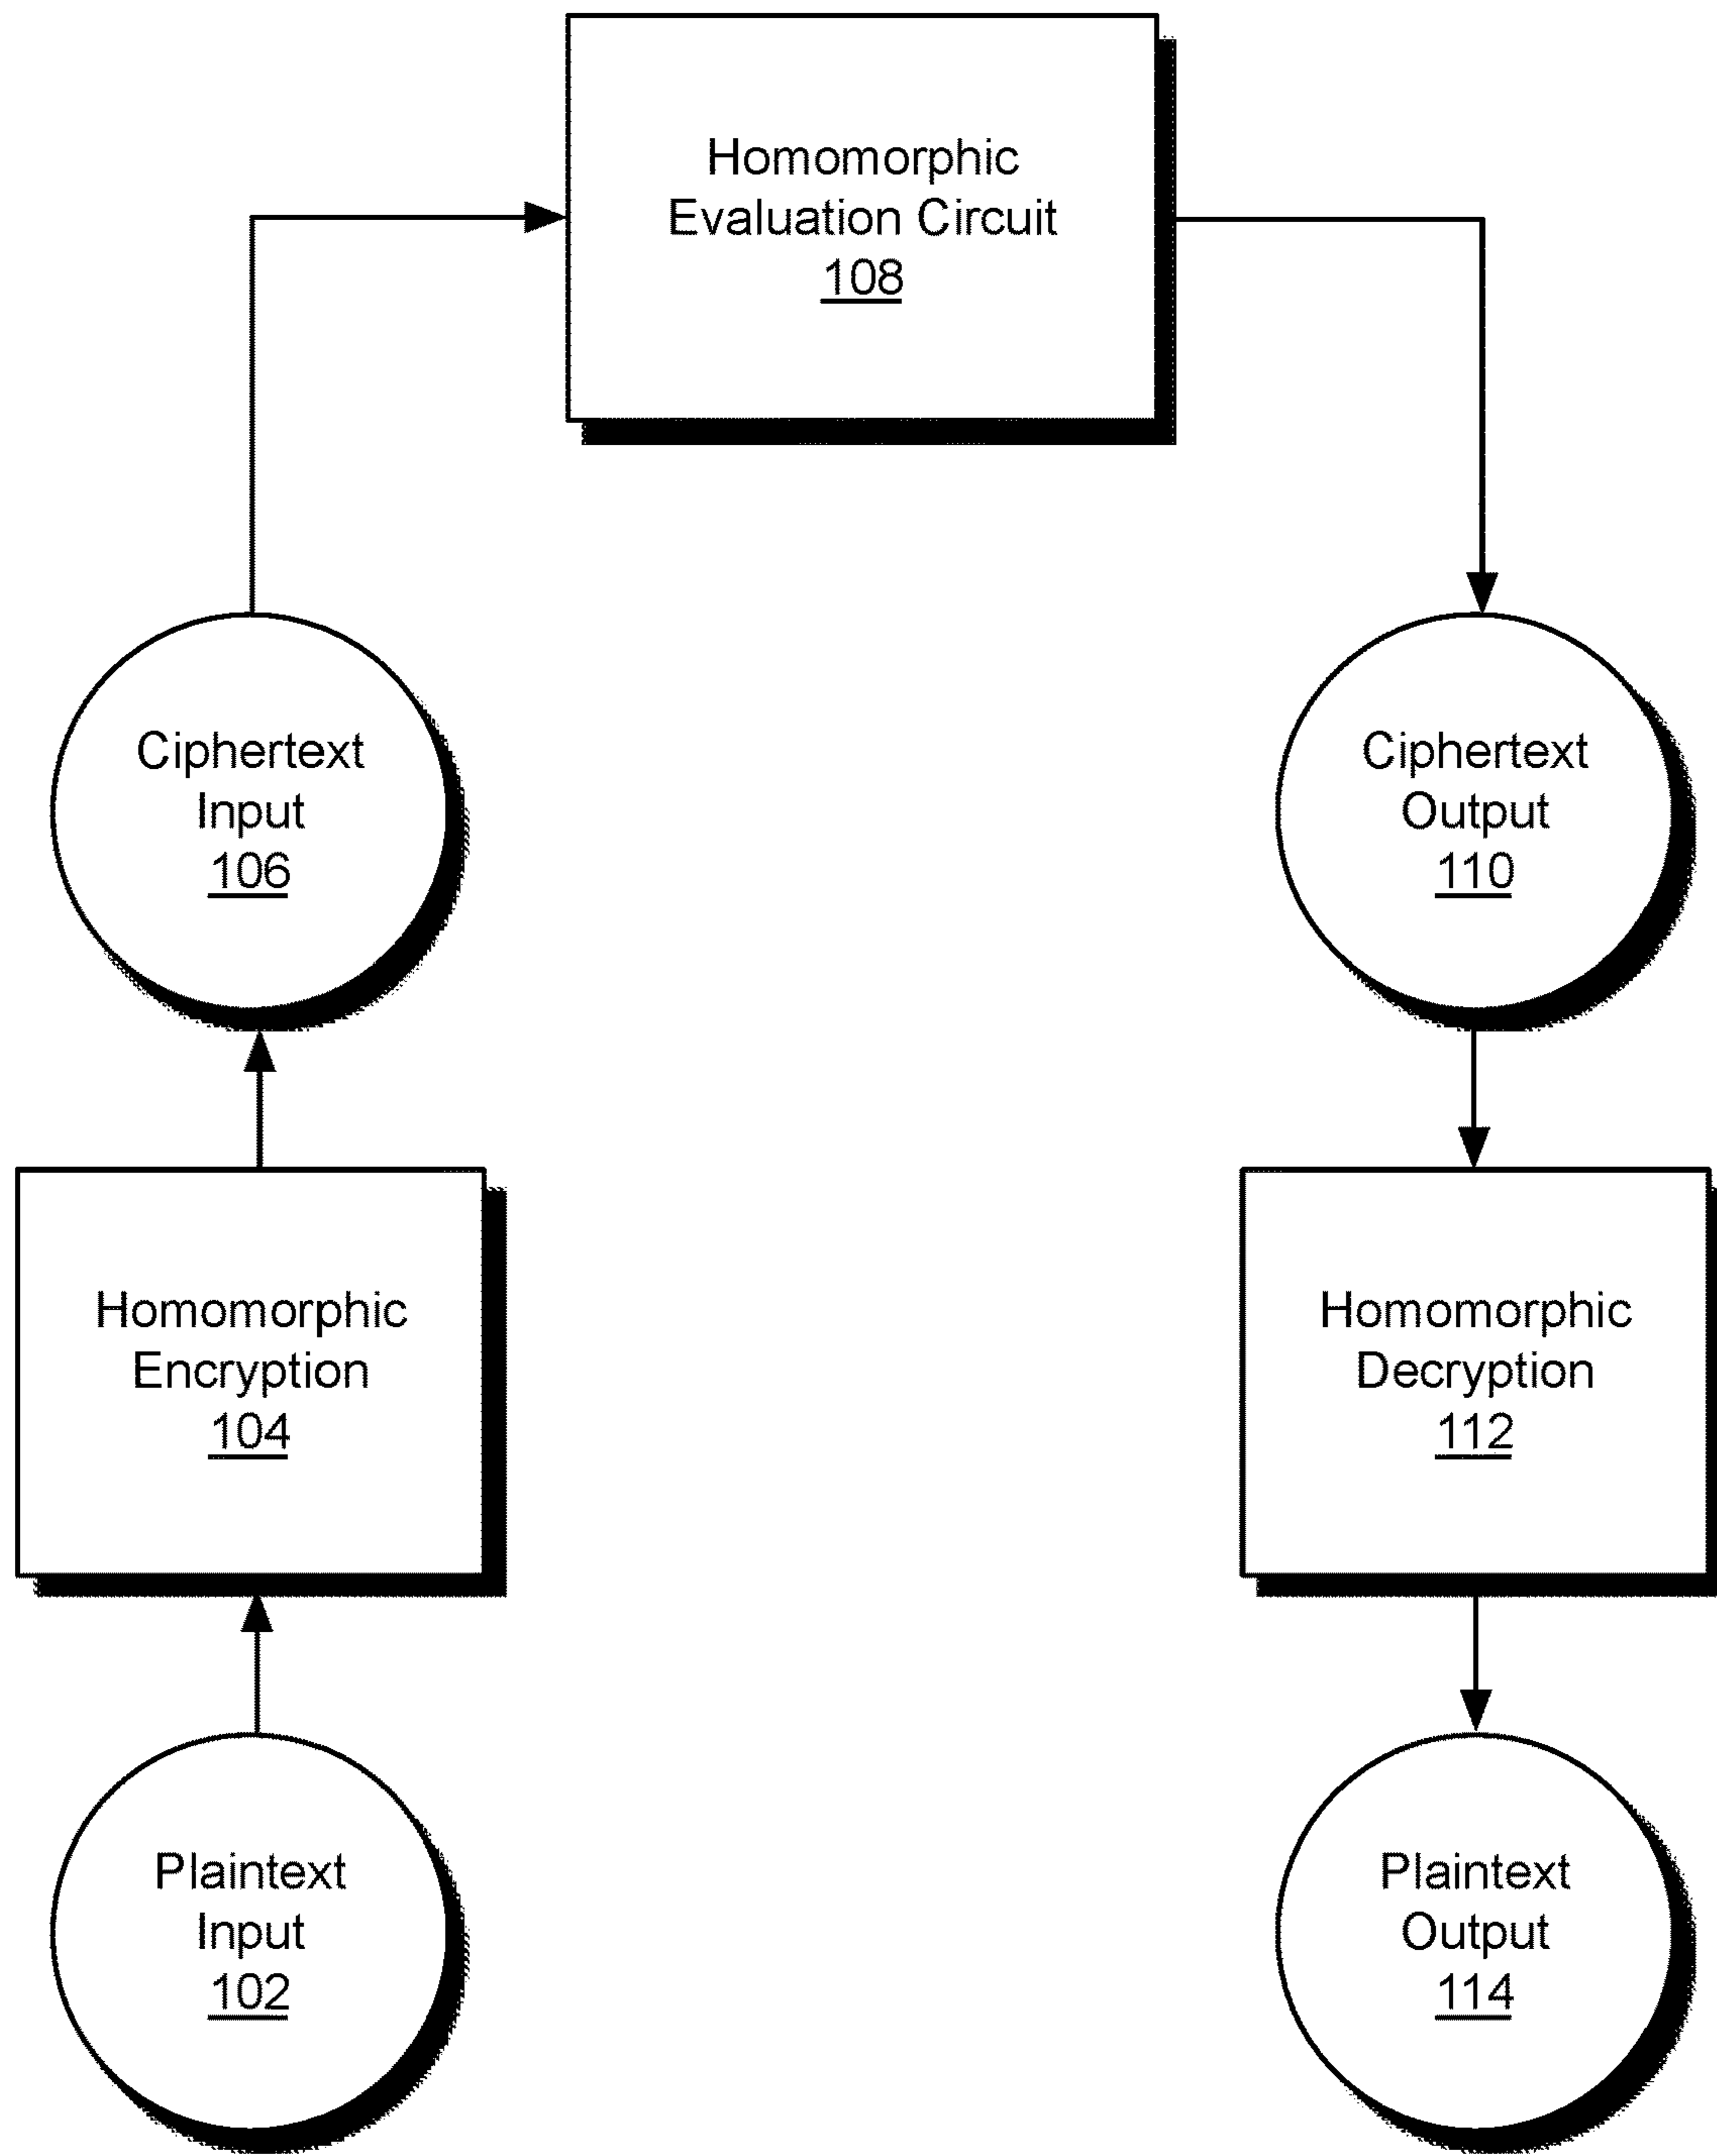 Homomorphic
Evaluation Circuit
108
Ciphertext
Input
106
Ciphertext
Output
110
Homomorphic
Encryption
104
Homomorphic
Decryption
112
Plaintext
Input
102
Plaintext
Output
114